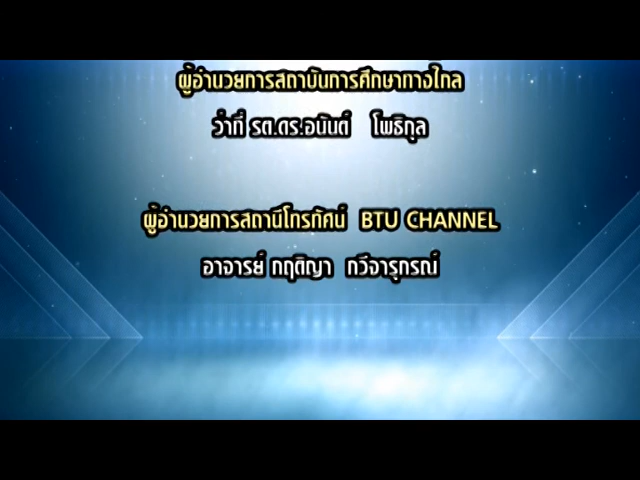 ผู้อำนวยการสถาบันการศึกษาทางไกล
ว่าที่ รต.ดร.อนันต์ โพธิกุล
ผู้อำนวยการสถานีโทรทัศน์ BTU CHANNEL
อาจารย์ กฤติญา กวีจารุกรณ์